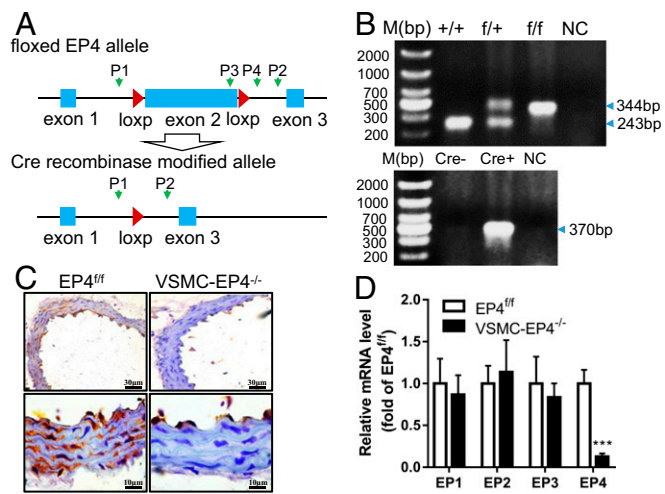 A
floxed EP4 allele
P1 P3 P4 P2
exon 1 loxp exon 2 loxp exon 3
Cre recombinase modified allele
P1 P2
exon 1 loxp exon 3
B
M(bp) +/+ f/+ f/f NC
2000
1000
700
500
300
200
344bp
243bp
M(bp) Cre- Cre+ NC
2000
1000
700
500
300
200
370bp
C
EP4f/f VSMC-EP4-/-
30μm 30μm
10μm 10μm
D
EP4f/f
VSMC-EP4-/-
Relative mRNA level
(fold of EP4f/f)
2.0
1.5
1.0
0.5
0.0
***
EP1 EP2 EP3 EP4